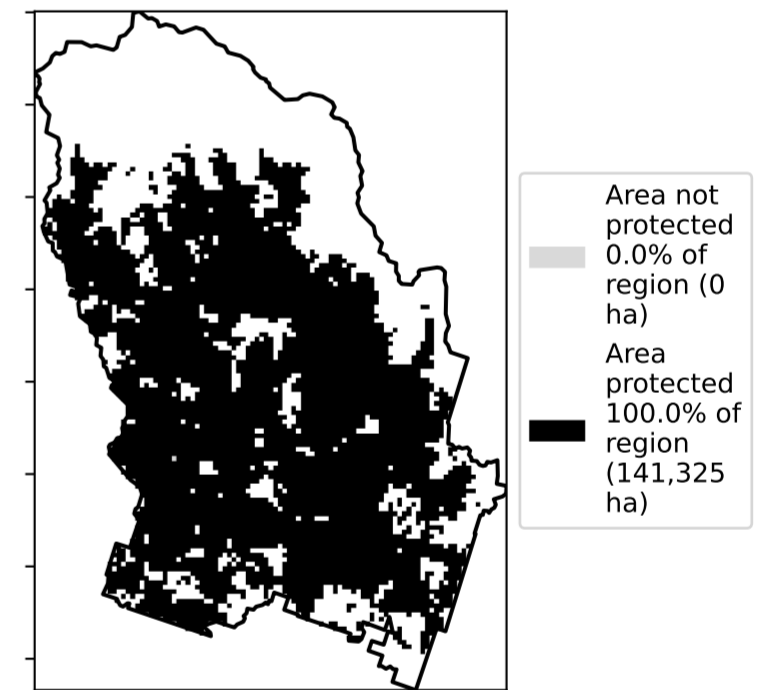 Area not
protected
0.0% of
region (0
ha)
Area
protected
100.0% of
region
(141,325
ha)